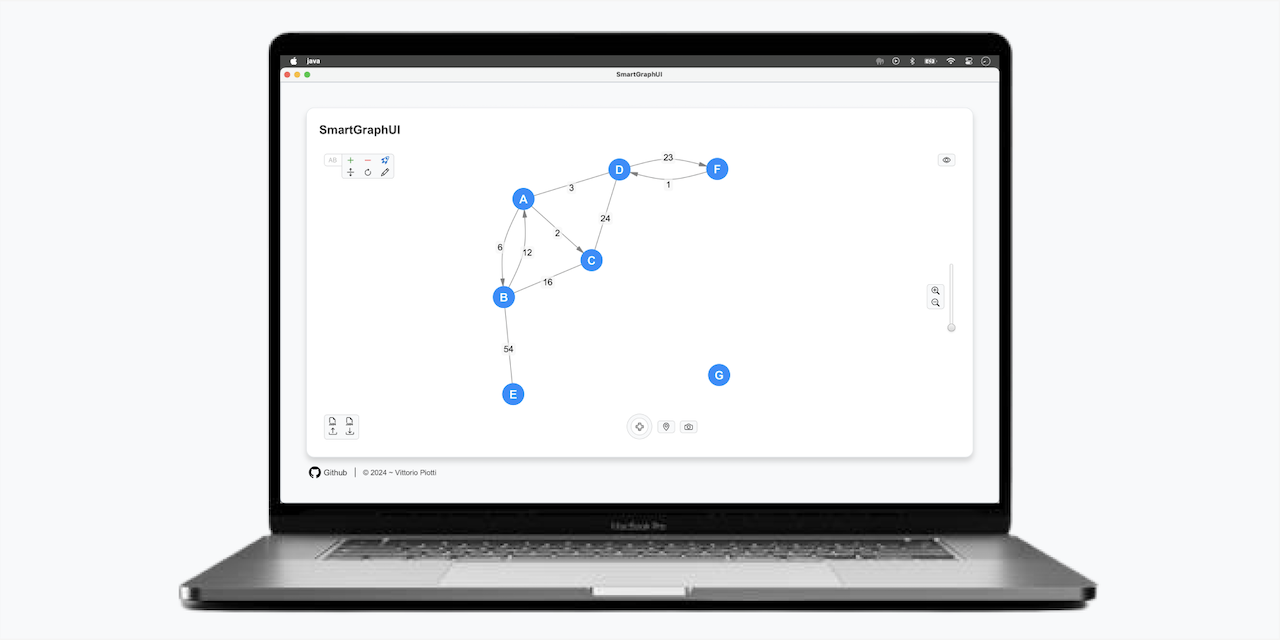 java
SmartGraphUI
SmartGraphUI
AB
D
23
F
3
1
A
24
2
6
12
C
16
B
54
G
E
Github | © 2024 ~ Vittorio Piotti
MacBook Pro